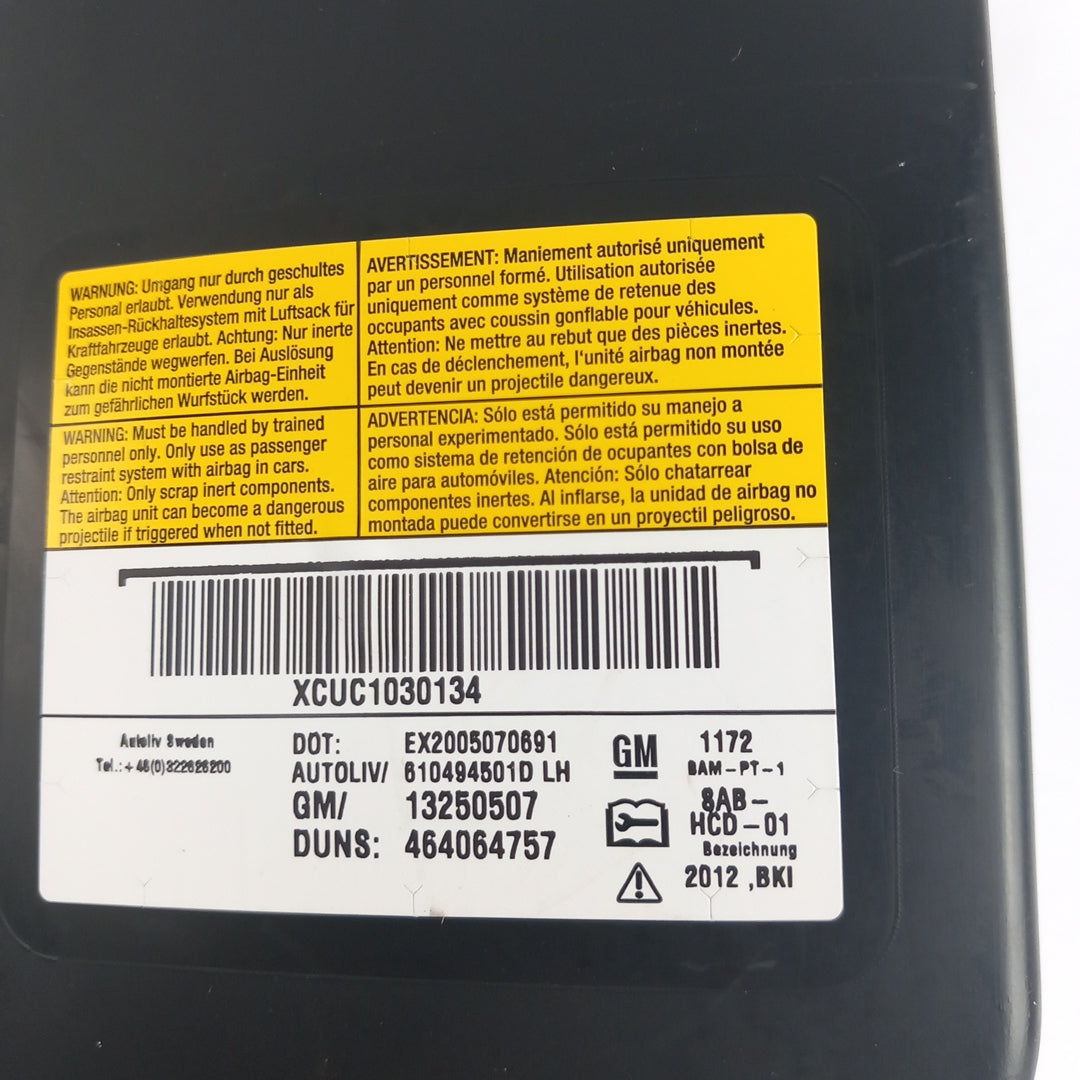 WARNUNG: Umgang nur durch geschultes
Personal erlaubt. Verwendung nur als
Insassen-Rückhaltesystem mit Luftsack für
Kraftfahrzeuge erlaubt. Achtung: Nur inerte
Gegenstände wegwerfen. Bei Auslösung
kann die nicht montierte Airbag-Einheit
zum gefährlichen Wurfstück werden.
AVERTISSEMENT: Maniement autorisé uniquement
par un personnel formé. Utilisation autorisée
uniquement comme système de retenue des
occupants avec coussin gonflable pour véhicules.
Attention: Ne mettre au rebut que des pièces inertes.
En cas de déclenchement, l'unité airbag non montée
peut devenir un projectile dangereux.
WARNING: Must be handled by trained
personnel only. Only use as passenger
restraint system with airbag in cars.
Attention: Only scrap inert components.
The airbag unit can become a dangerous
projectile if triggered when not fitted.
ADVERTENCIA: Sólo está permitido su manejo a
personal experimentado. Sólo está permitido su uso
como sistema de retención de ocupantes con bolsa de
aire para automóviles. Atención: Sólo chatarrear
componentes inertes. Al inflarse, la unidad de airbag no
montada puede convertirse en un proyectil peligroso.
XCUC1030134
Autoliv Sweden
Tel.:+46(0)322626200
DOT: EX2005070691
AUTOLIV/ 610494501D LH
GM/ 13250507
DUNS: 464064757
GM
1172
BAM-PT-1
SAB-
HCD-01
Bezeichnung
2012 ,BKI